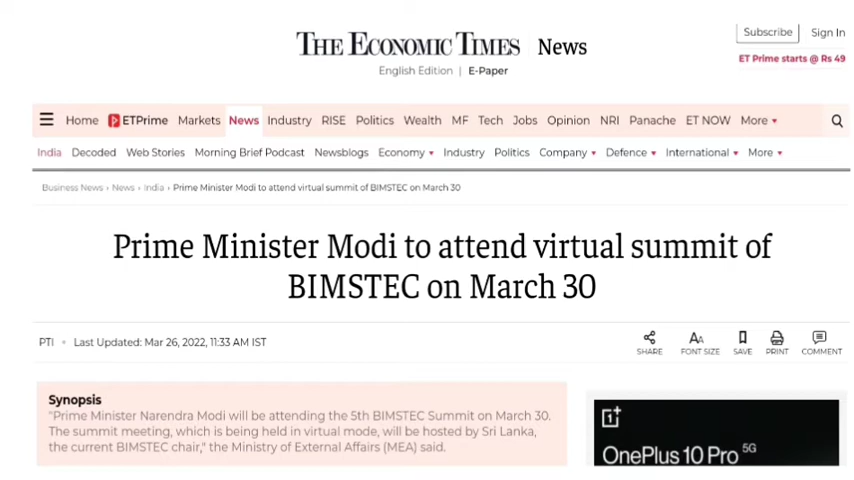 THE ECONOMIC TIMES | News
Subscribe Sign In
English Edition | E-Paper
ET Prime starts @ Rs 49
Home ETPrime Markets News Industry RISE Politics Wealth MF Tech Jobs Opinion NRI Panache ET NOW More
India Decoded Web Stories Morning Brief Podcast Newsblogs Economy Industry Politics Company Defence International More
Business News › News › India › Prime Minister Modi to attend virtual summit of BIMSTEC on March 30
Prime Minister Modi to attend virtual summit of
BIMSTEC on March 30
PTI • Last Updated: Mar 26, 2022, 11:33 AM IST
SHARE FONT SIZE SAVE PRINT COMMENT
Synopsis
"Prime Minister Narendra Modi will be attending the 5th BIMSTEC Summit on March 30.
The summit meeting, which is being held in virtual mode, will be hosted by Sri Lanka,
the current BIMSTEC chair," the Ministry of External Affairs (MEA) said.
1+
OnePlus 10 Pro 5G